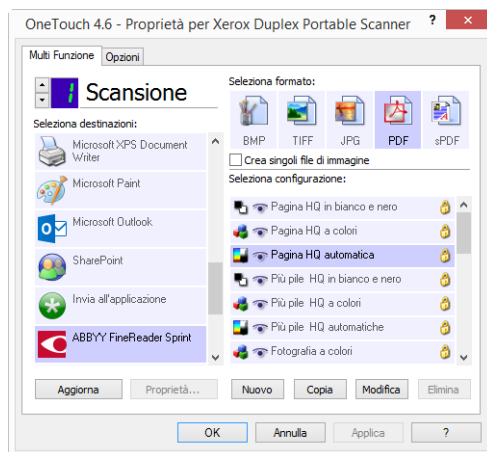 OneTouch 4.6 - Proprietà per Xerox Duplex Portable Scanner ? ×
Multi Funzione Opzioni
1 Scansione
Seleziona destinazioni:
Microsoft XPS Document
Writer
Microsoft Paint
Microsoft Outlook
SharePoint
Invia all'applicazione
ABBYY FineReader Sprint
Aggiorna Proprietà...
Seleziona formato:
BMP TIFF JPG PDF sPDF
Crea singoli file di immagine
Seleziona configurazione:
Pagina HQ in bianco e nero
Pagina HQ a colori
Pagina HQ automatica
Più pile HQ in bianco e nero
Più pile HQ a colori
Più pile HQ automatiche
Fotografia a colori
Nuovo Copia Modifica Elimina
OK Annulla Applica ?